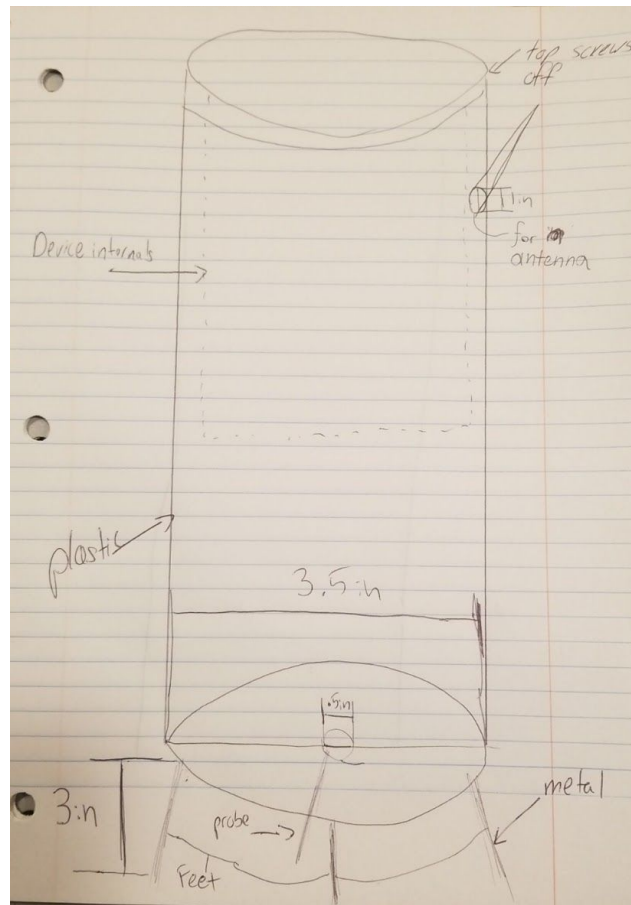 top screws
off
1in
for
antenna
Device internals
plastic
3.5in
.5in
3in
probe
Feet
metal